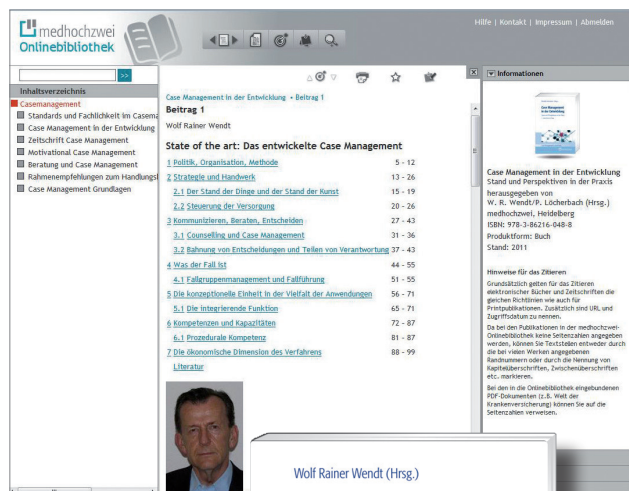 medhochzwei
Onlinebibliothek
Hilfe | Kontakt | Impressum | Abmelden
>>
Inhaltsverzeichnis
Casemanagement
Standards und Fachlichkeit im Casema
Case Management in der Entwicklung
Zeitschrift Case Management
Motivational Case Management
Beratung und Case Management
Rahmenempfehlungen zum Handlungsl
Case Management Grundlagen
Case Management in der Entwicklung • Beitrag 1
Beitrag 1
Wolf Rainer Wendt
State of the art: Das entwickelte Case Management
1 Politik, Organisation, Methode 5 - 12
2 Strategie und Handwerk 13 - 26
2.1 Der Stand der Dinge und der Stand der Kunst 15 - 19
2.2 Steuerung der Versorgung 20 - 26
3 Kommunizieren, Beraten, Entscheiden 27 - 43
3.1 Counselling und Case Management 31 - 36
3.2 Bahnung von Entscheidungen und Teilen von Verantwortung 37 - 43
4 Was der Fall ist 44 - 55
4.1 Fallgruppenmanagement und Fallführung 51 - 55
5 Die konzeptionelle Einheit in der Vielfalt der Anwendungen 56 - 71
5.1 Die integrierende Funktion 65 - 71
6 Kompetenzen und Kapazitäten 72 - 87
6.1 Prozedurale Kompetenz 81 - 87
7 Die ökonomische Dimension des Verfahrens 88 - 99
Literatur
Wolf Rainer Wendt (Hrsg.)
Informationen
Case Management in der Entwicklung
Stand und Perspektiven in der Praxis
herausgegeben von
W. R. Wendt/P. Löcherbach (Hrsg.)
medhochzwei, Heidelberg
ISBN: 978-3-86216-048-8
Produktform: Buch
Stand: 2011
Hinweise für das Zitieren
Grundsätzlich gelten für das Zitieren
elektronischer Bücher und Zeitschriften die
gleichen Richtlinien wie auch für
Printpublikationen. Zusätzlich sind URL und
Zugriffsdatum zu nennen.
Da bei den Publikationen in der medhochzwei-
Onlinebibliothek keine Seitenzahlen angegeben
werden, können Sie Textstellen entweder durch
die bei vielen Werken angegebenen
Randnummern oder durch die Nennung von
Kapitelüberschriften, Zwischenüberschriften
etc. markieren.
Bei den in die Onlinebibliothek eingebundenen
PDF-Dokumenten (z.B. Welt der
Krankenversicherung) können Sie auf die
Seitenzahlen verweisen.